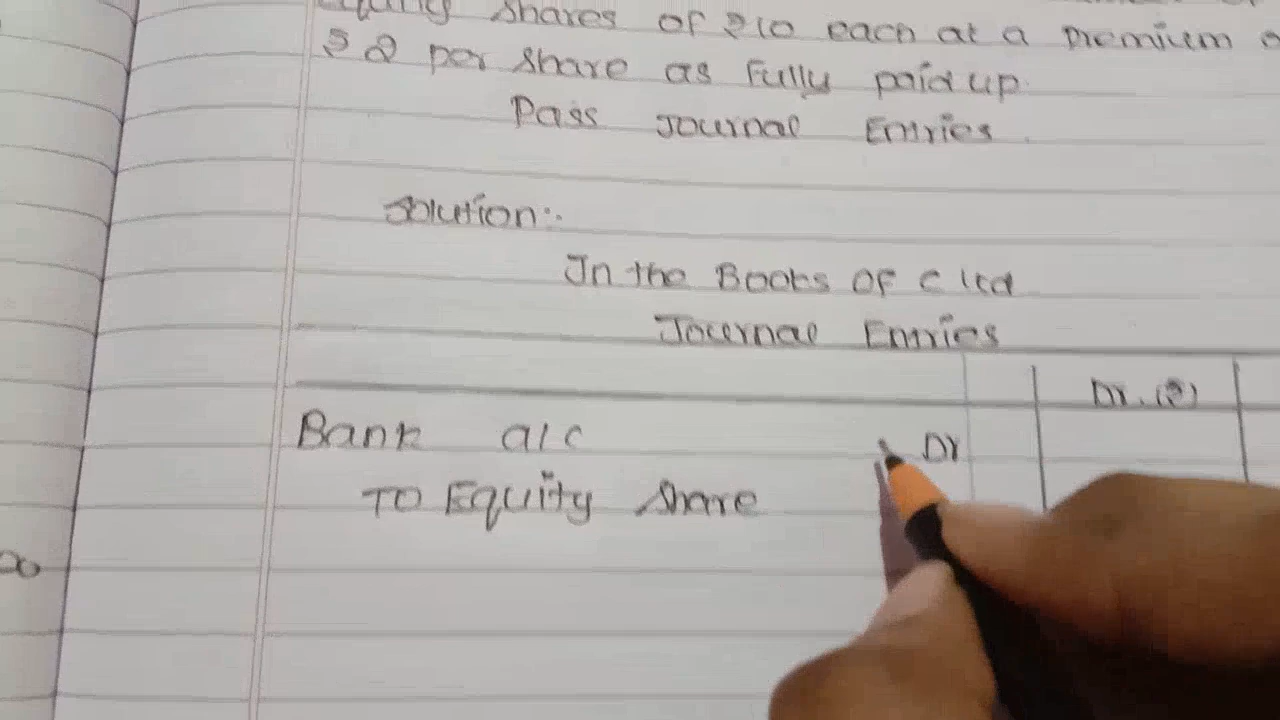 Equity shares of ₹10 each at a premium
₹ 2 per share as fully paid up.
Pass Journal Entries.
Solution:-
In the Books of C Ltd
Journal Entries
Dr. (₹)
Bank a/c Dr
To Equity Share